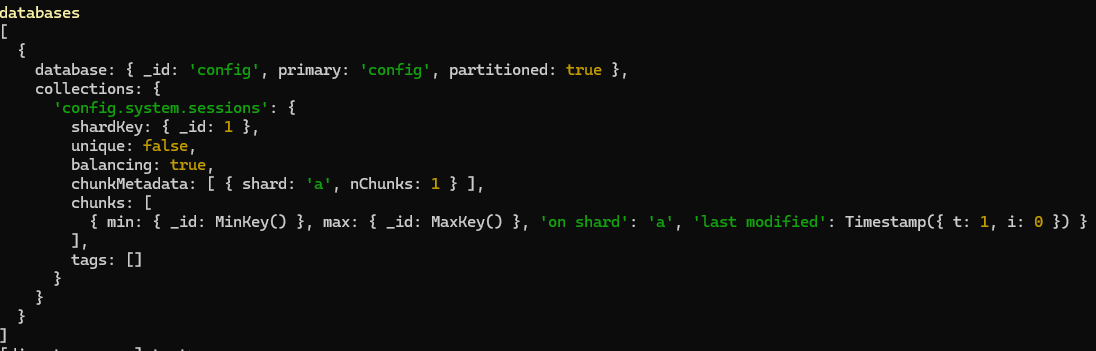 databases
[
  {
    database: { _id: 'config', primary: 'config', partitioned: true },
    collections: {
      'config.system.sessions': {
        shardKey: { _id: 1 },
        unique: false,
        balancing: true,
        chunkMetadata: [ { shard: 'a', nChunks: 1 } ],
        chunks: [
          { min: { _id: MinKey() }, max: { _id: MaxKey() }, 'on shard': 'a', 'last modified': Timestamp({ t: 1, i: 0 }) }
        ],
        tags: []
      }
    }
  }
]